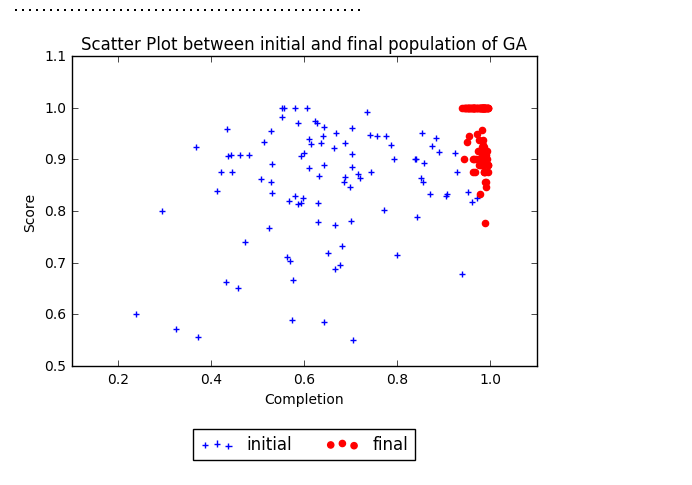 Scatter Plot between initial and final population of GA
1.1
1.0
0.9
0.8
0.7
0.6
0.5
Score
0.2 0.4 0.6 0.8 1.0
Completion
initial final